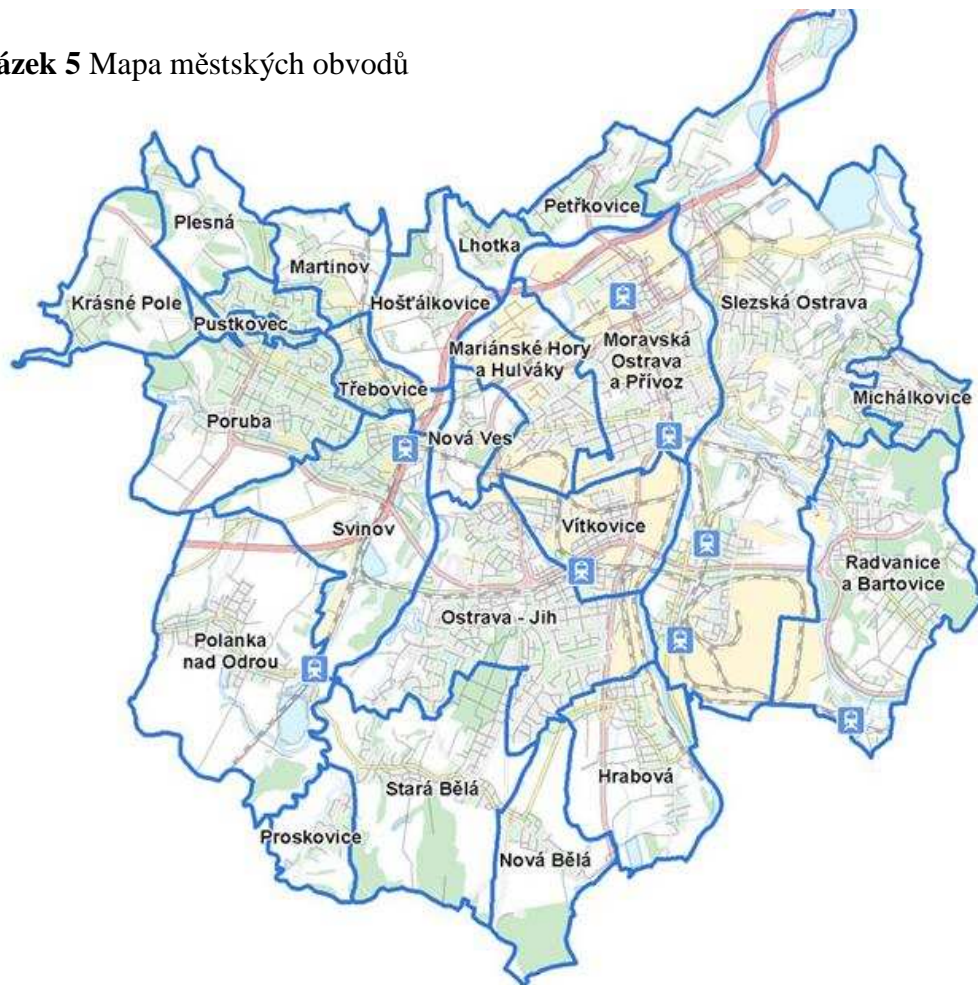 ázek 5 Mapa městských obvodů
Petřkovice
Plesná
Lhotka
Martinov
Krásné Pole
Hošťálkovice
Slezská Ostrava
Pustkovec
Mariánské Hory
a Hulváky
Moravská
Ostrava
a Přívoz
Třebovice
Michálkovice
Poruba
Nová Ves
Svinov
Vítkovice
Radvanice
a Bartovice
Ostrava - Jih
Polanka
nad Odrou
Hrabová
Stará Bělá
Proskovice
Nová Bělá